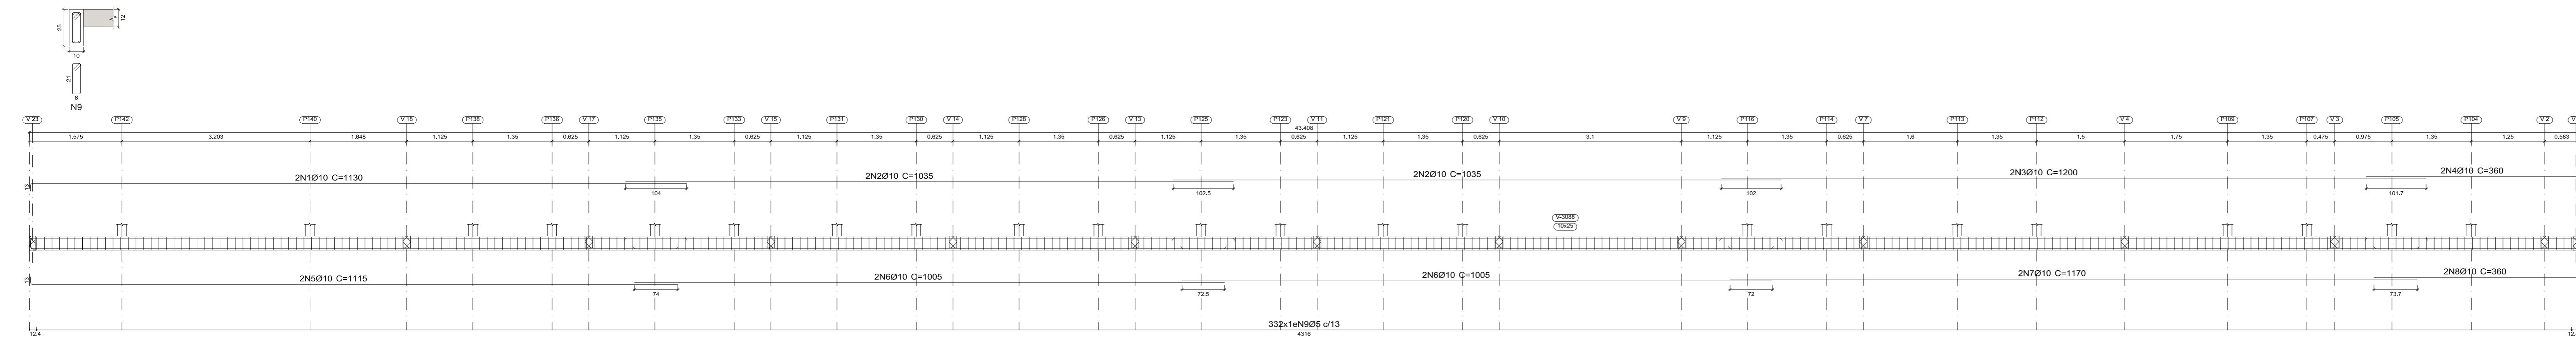 25
12
10
21
6
N9
V 23 P142 P140 V 18 P138 P136 V 17 P135 P133 V 15 P131 P130 V 14 P128 P126 V 13 P125 P123 V 11 P121 P120 V 10 V 9 P116 P114 V 7 P113 P112 V 4 P109 P107 V 3 P105 P104 V 2
43,408
1,575 3,203 1,648 1,125 1,35 0,625 1,125 1,35 0,625 1,125 1,35 0,625 1,125 1,35 0,625 1,125 1,35 0,625 1,125 1,35 0,625 3,1 1,125 1,35 0,625 1,6 1,35 1,5 1,75 1,35 0,475 0,975 1,35 1,25 0,583
13 2N1Ø10 C=1130 2N2Ø10 C=1035 2N2Ø10 C=1035 2N3Ø10 C=1200 2N4Ø10 C=360
104 102,5 102 101,7
V-3088
10x25
13 2N5Ø10 C=1115 2N6Ø10 C=1005 2N6Ø10 C=1005 2N7Ø10 C=1170 2N8Ø10 C=360
74 72,5 72 73,7
332x1eN9Ø5 c/13
12,4 4316